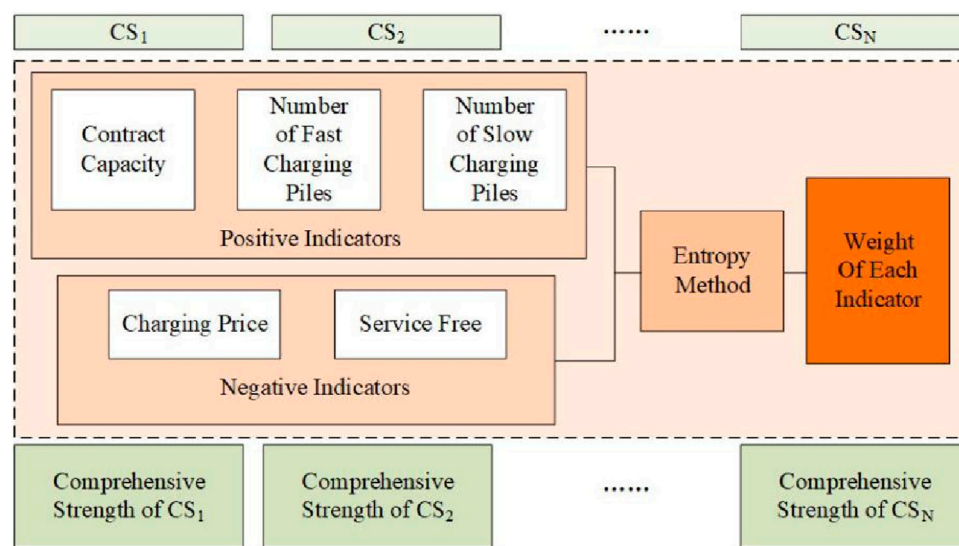 CS₁
CS₂
......
CS_N
Contract
Capacity
Number
of Fast
Charging
Piles
Number
of Slow
Charging
Piles
Positive Indicators
Charging Price
Service Free
Negative Indicators
Entropy
Method
Weight
Of Each
Indicator
Comprehensive
Strength of CS₁
Comprehensive
Strength of CS₂
......
Comprehensive
Strength of CS_N